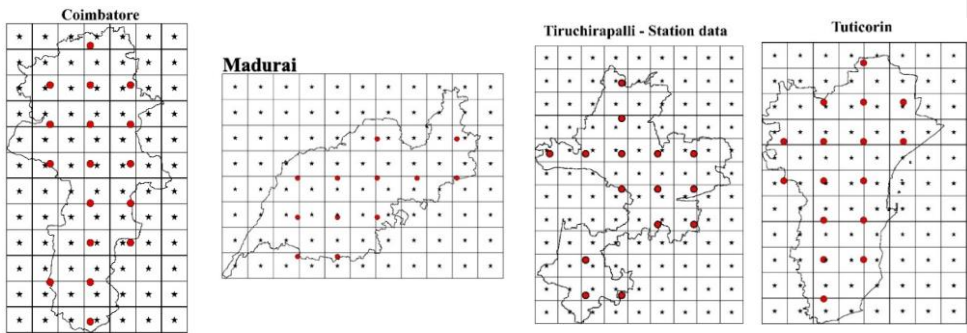 Coimbatore
Madurai
Tiruchirapalli - Station data
Tuticorin